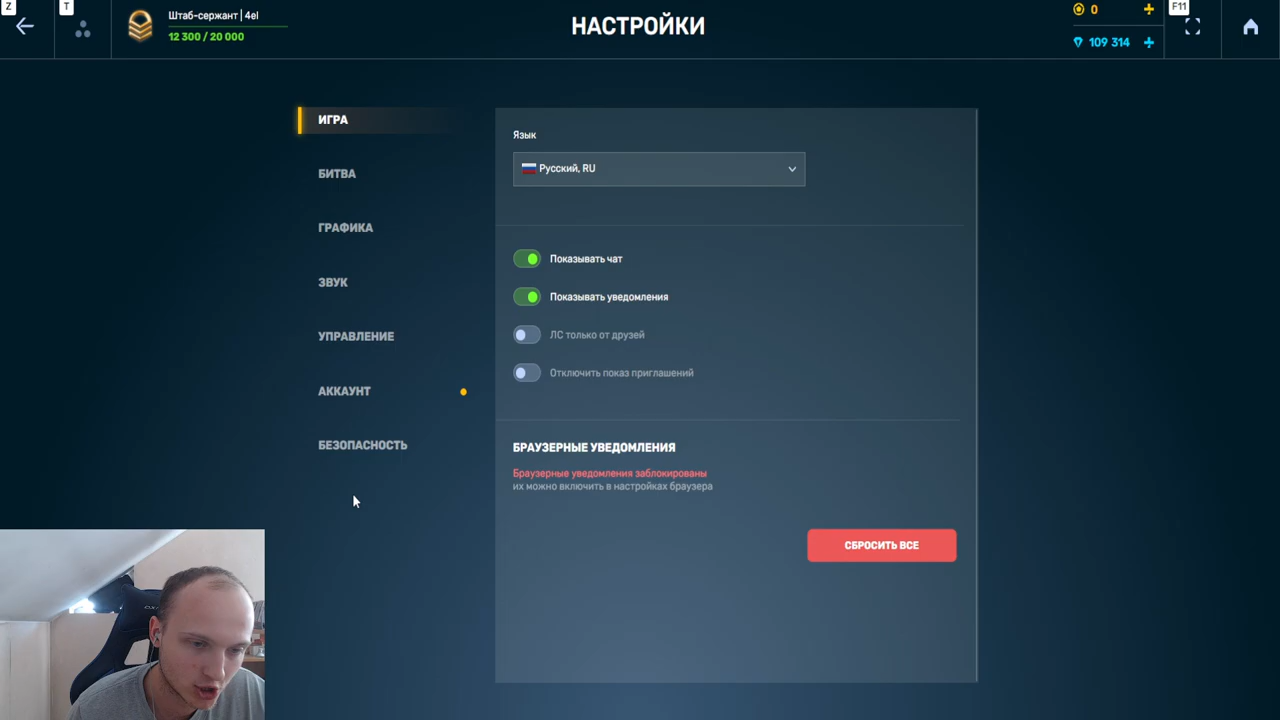 Z
T
Штаб-сержант | 4el
12 300 / 20 000
НАСТРОЙКИ
0
109 314
F11
ИГРА
БИТВА
ГРАФИКА
ЗВУК
УПРАВЛЕНИЕ
АККАУНТ
БЕЗОПАСНОСТЬ
Язык
Русский, RU
Показывать чат
Показывать уведомления
ЛС только от друзей
Отключить показ приглашений
БРАУЗЕРНЫЕ УВЕДОМЛЕНИЯ
Браузерные уведомления заблокированы
их можно включить в настройках браузера
СБРОСИТЬ ВСЕ